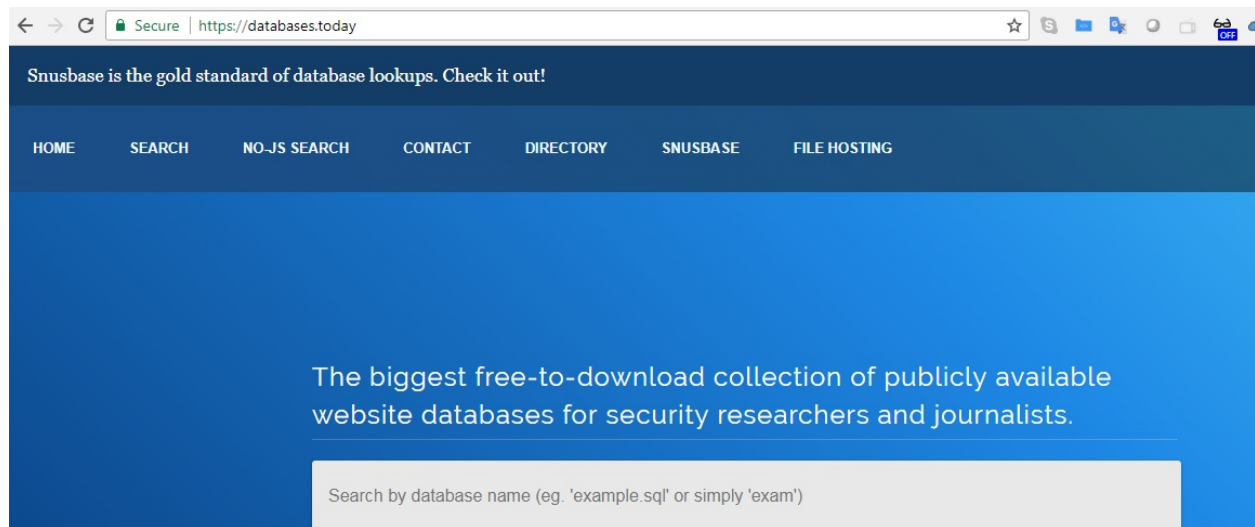 Secure | https://databases.today
OFF
Snusbase is the gold standard of database lookups. Check it out!
HOME SEARCH NO-JS SEARCH CONTACT DIRECTORY SNUSBASE FILE HOSTING
The biggest free-to-download collection of publicly available
website databases for security researchers and journalists.
Search by database name (eg. 'example.sql' or simply 'exam')